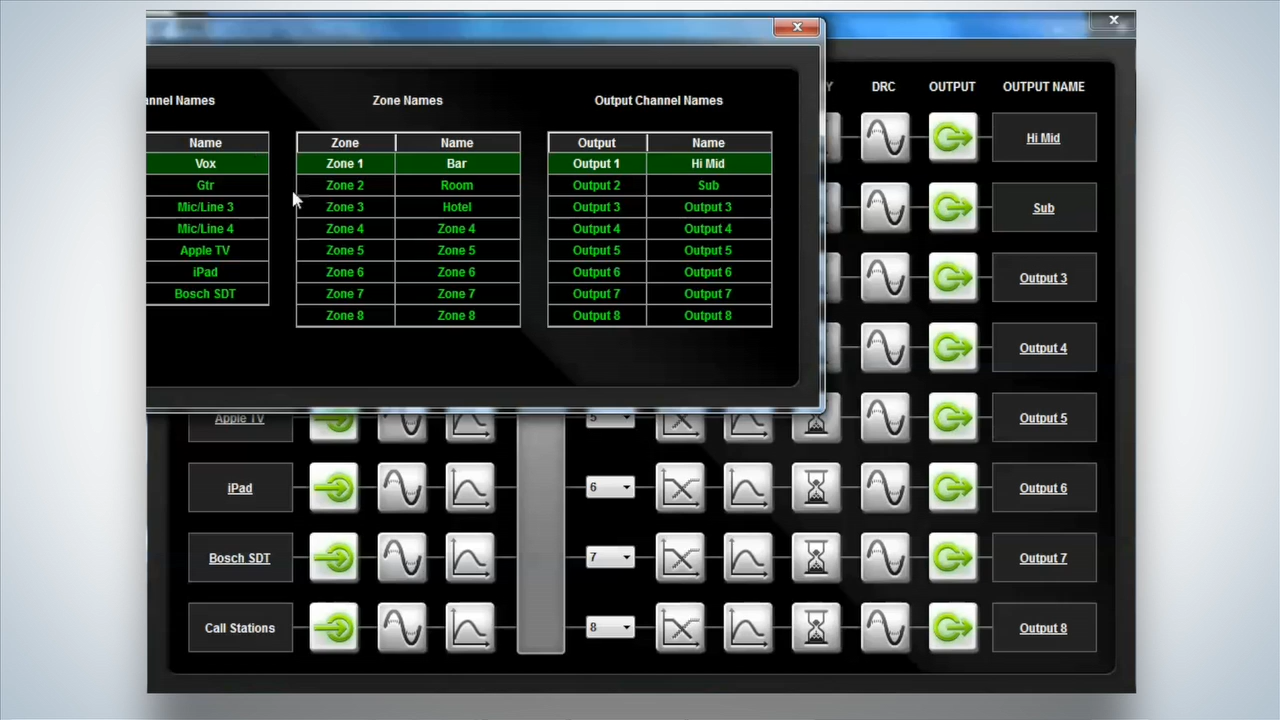 nnel Names Zone Names Output Channel Names
Name Zone Name Output Name
Vox Zone 1 Bar Output 1 Hi Mid
Gtr Zone 2 Room Output 2 Sub
Mic/Line 3 Zone 3 Hotel Output 3 Output 3
Mic/Line 4 Zone 4 Zone 4 Output 4 Output 4
Apple TV Zone 5 Zone 5 Output 5 Output 5
iPad Zone 6 Zone 6 Output 6 Output 6
Bosch SDT Zone 7 Zone 7 Output 7 Output 7
Zone 8 Zone 8 Output 8 Output 8
Y DRC OUTPUT OUTPUT NAME
Hi Mid
Sub
Output 3
Output 4
Apple TV 5 Output 5
iPad 6 Output 6
Bosch SDT 7 Output 7
Call Stations 8 Output 8